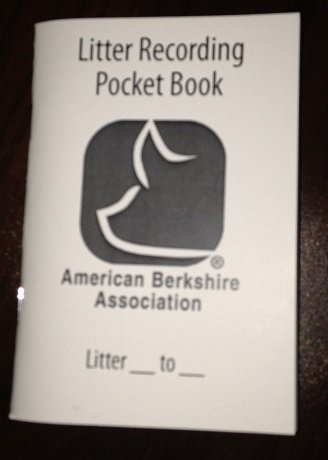 Litter Recording
Pocket Book
®
American Berkshire
Association
Litter __ to __